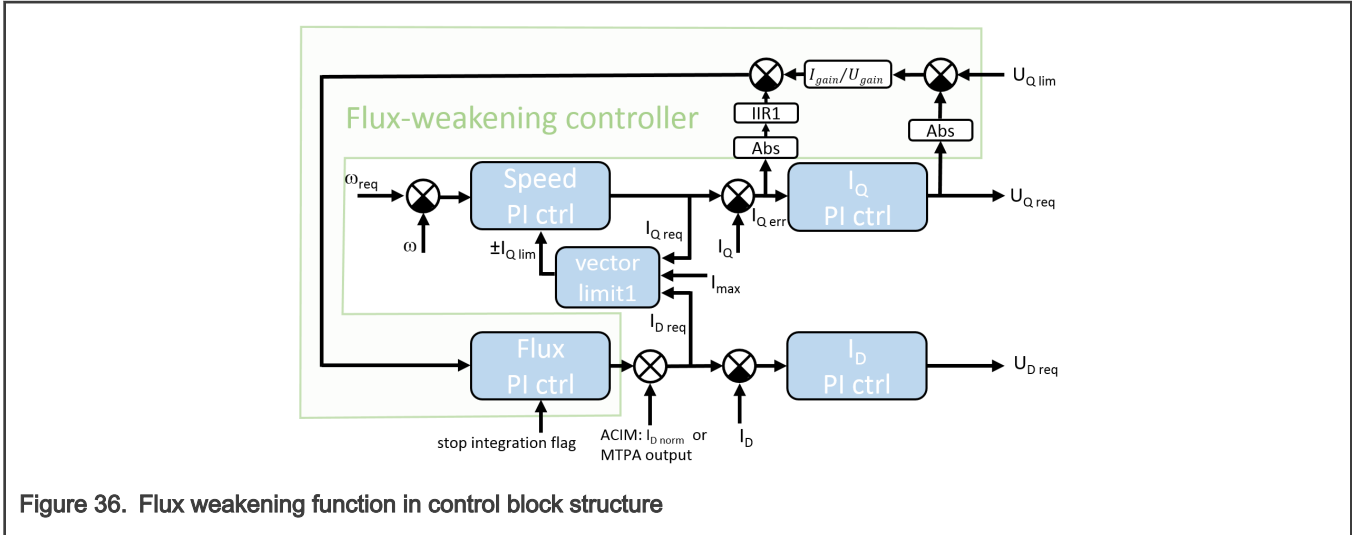 I_gain/U_gain
U_Q lim
IIR1
Flux-weakening controller
Abs
Abs
ω_req
Speed
PI ctrl
I_Q
PI ctrl
U_Q req
I_Q err
I_Q req
ω
±I_Q lim
I_Q
vector
limit1
I_max
I_D req
Flux
PI ctrl
I_D
PI ctrl
U_D req
stop integration flag
ACIM: I_D norm or
MTPA output
I_D
Figure 36. Flux weakening function in control block structure